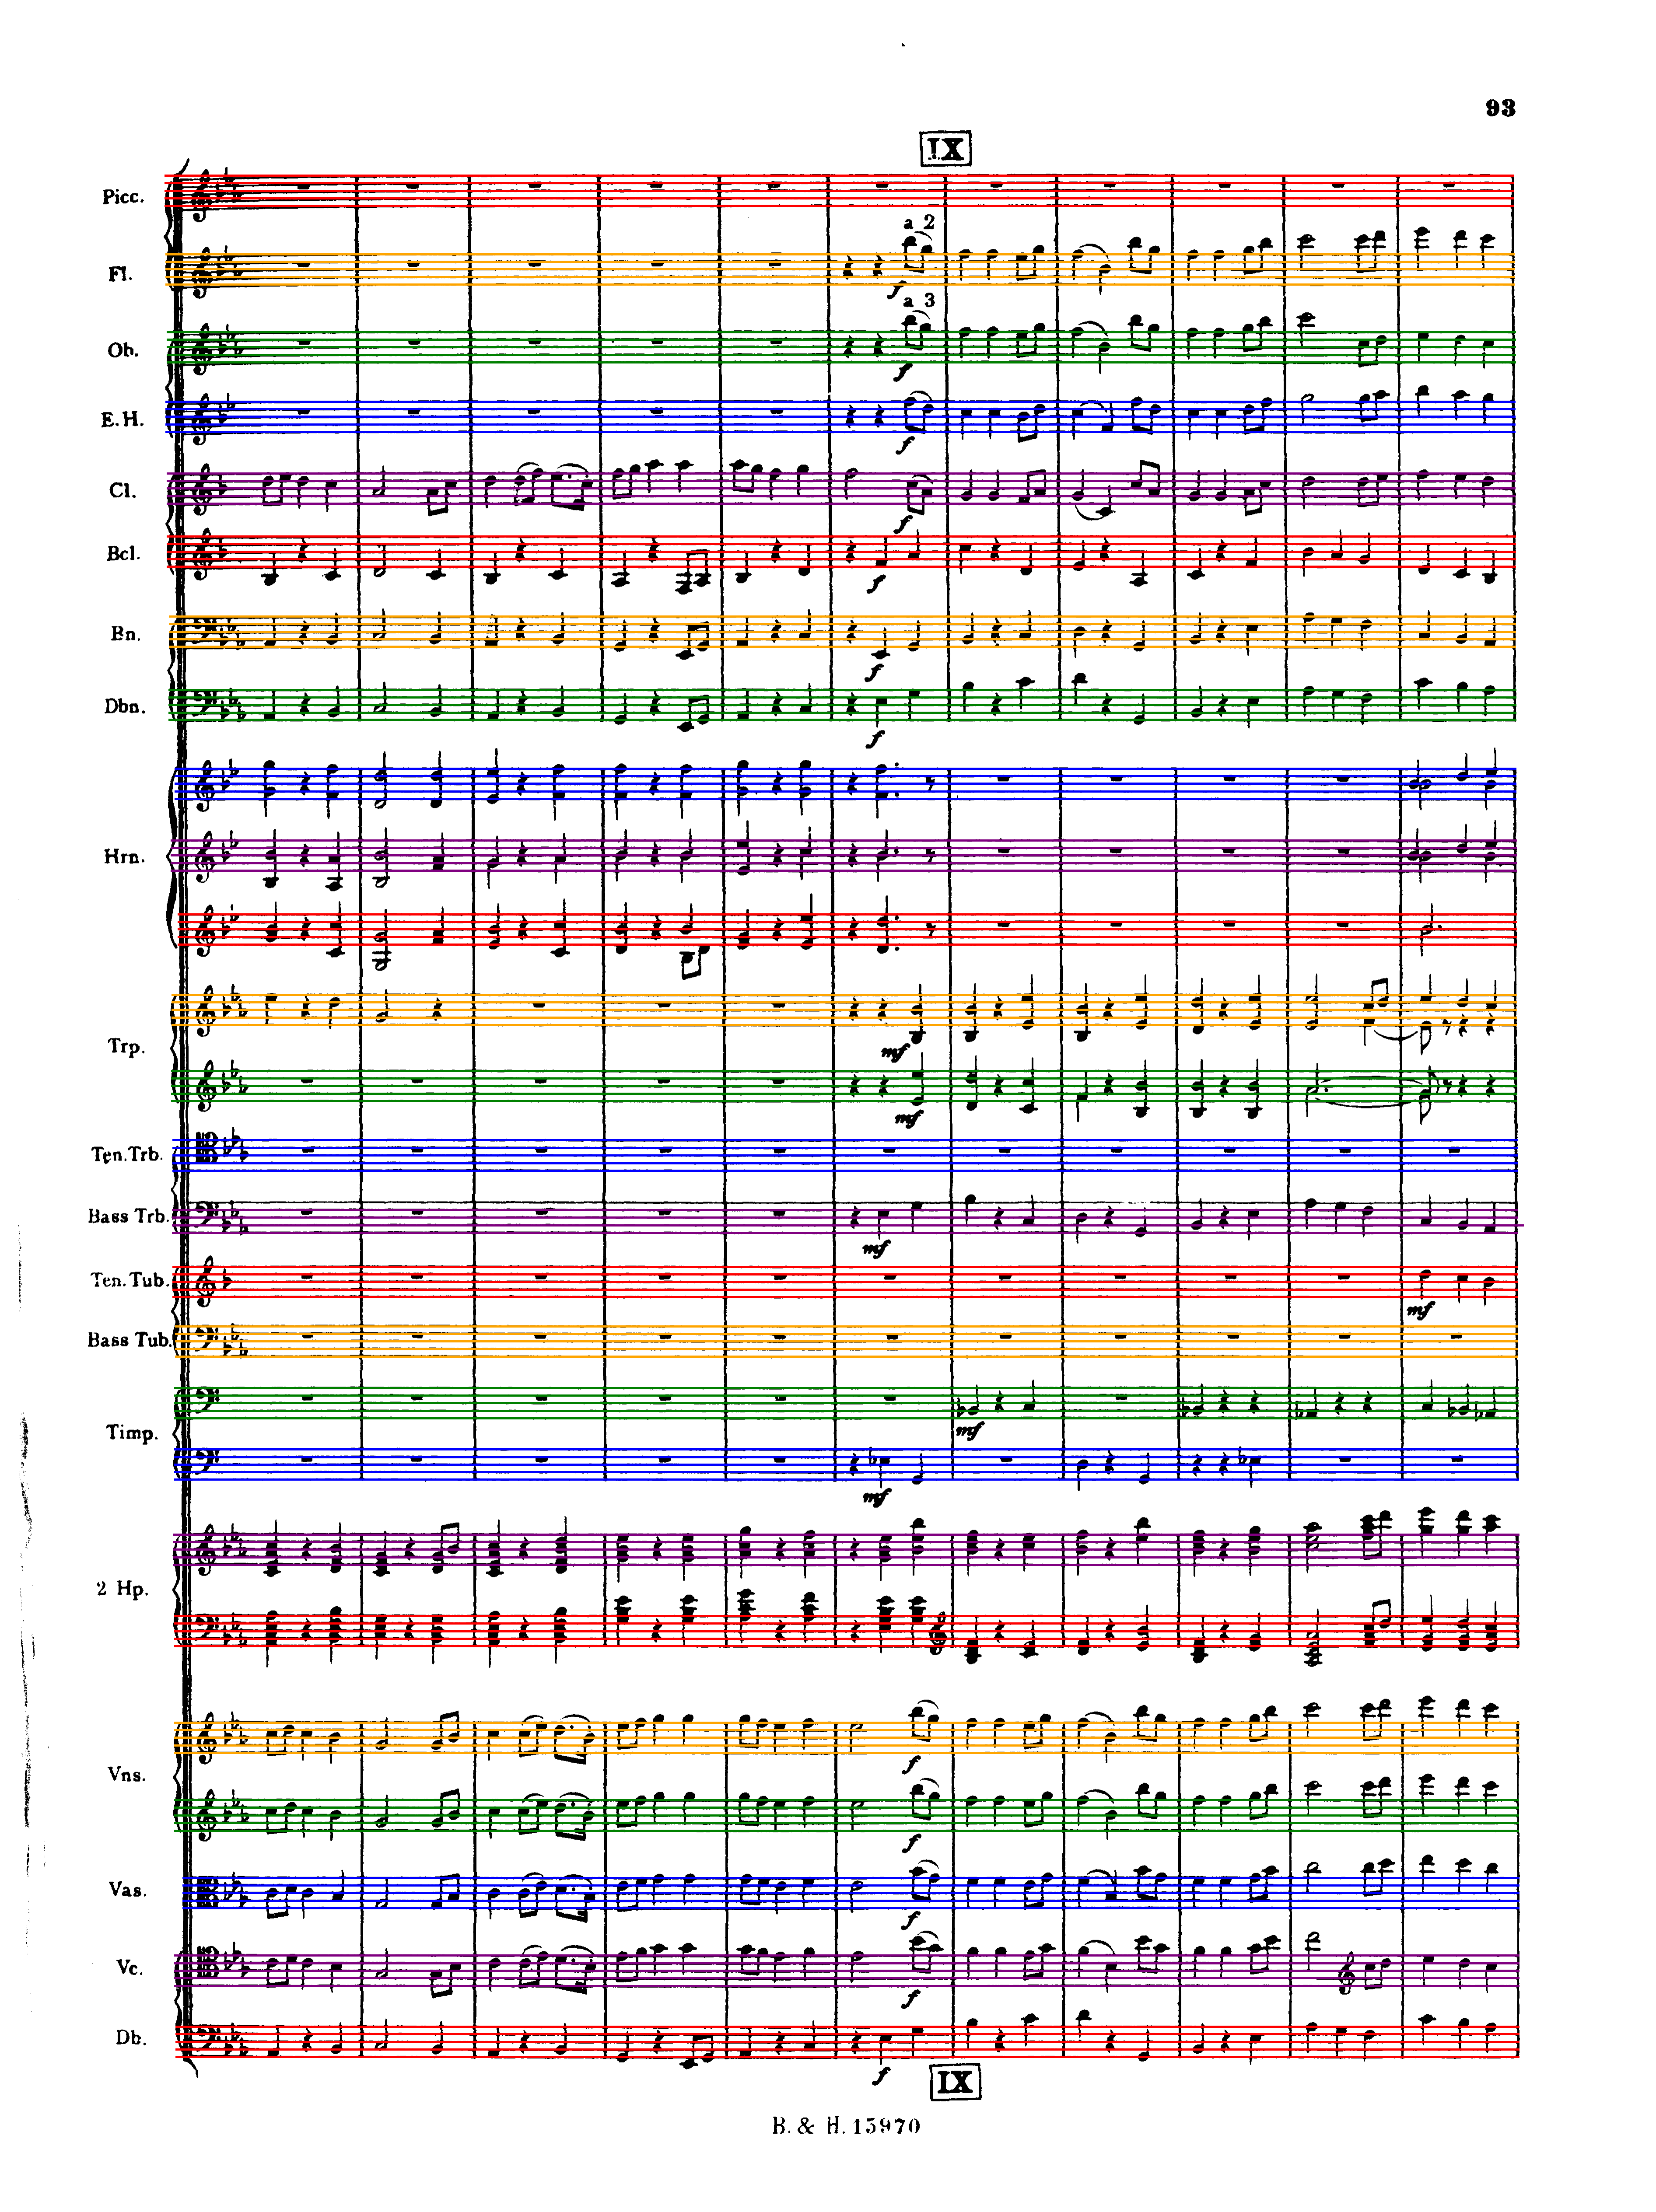 93
IX
Picc.
a 2
Fl.
f
a 3
Ob.
f
E.H.
f
Cl.
f
Bcl.
f
Bn.
f
Dbn.
f
Hrn.
mf
Trp.
mf
Ten.Trb.
Bass Trb.
mf
Ten.Tub.
mf
Bass Tub.
mf
Timp.
mf
2 Hp.
f
Vns.
f
Vas.
f
Vc.
f
Db.
f
IX
B. & H. 15970